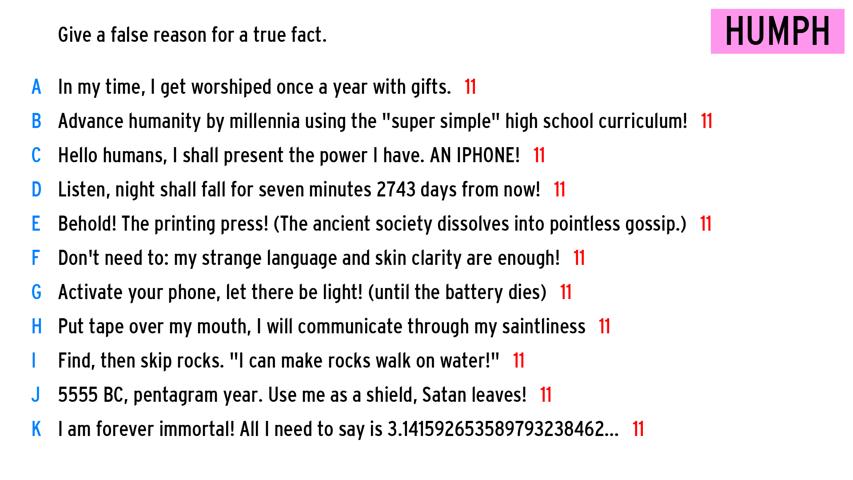 Give a false reason for a true fact.
HUMPH
A In my time, I get worshiped once a year with gifts. 11
B Advance humanity by millennia using the "super simple" high school curriculum! 11
C Hello humans, I shall present the power I have. AN IPHONE! 11
D Listen, night shall fall for seven minutes 2743 days from now! 11
E Behold! The printing press! (The ancient society dissolves into pointless gossip.) 11
F Don't need to: my strange language and skin clarity are enough! 11
G Activate your phone, let there be light! (until the battery dies) 11
H Put tape over my mouth, I will communicate through my saintliness 11
I Find, then skip rocks. "I can make rocks walk on water!" 11
J 5555 BC, pentagram year. Use me as a shield, Satan leaves! 11
K I am forever immortal! All I need to say is 3.141592653589793238462... 11